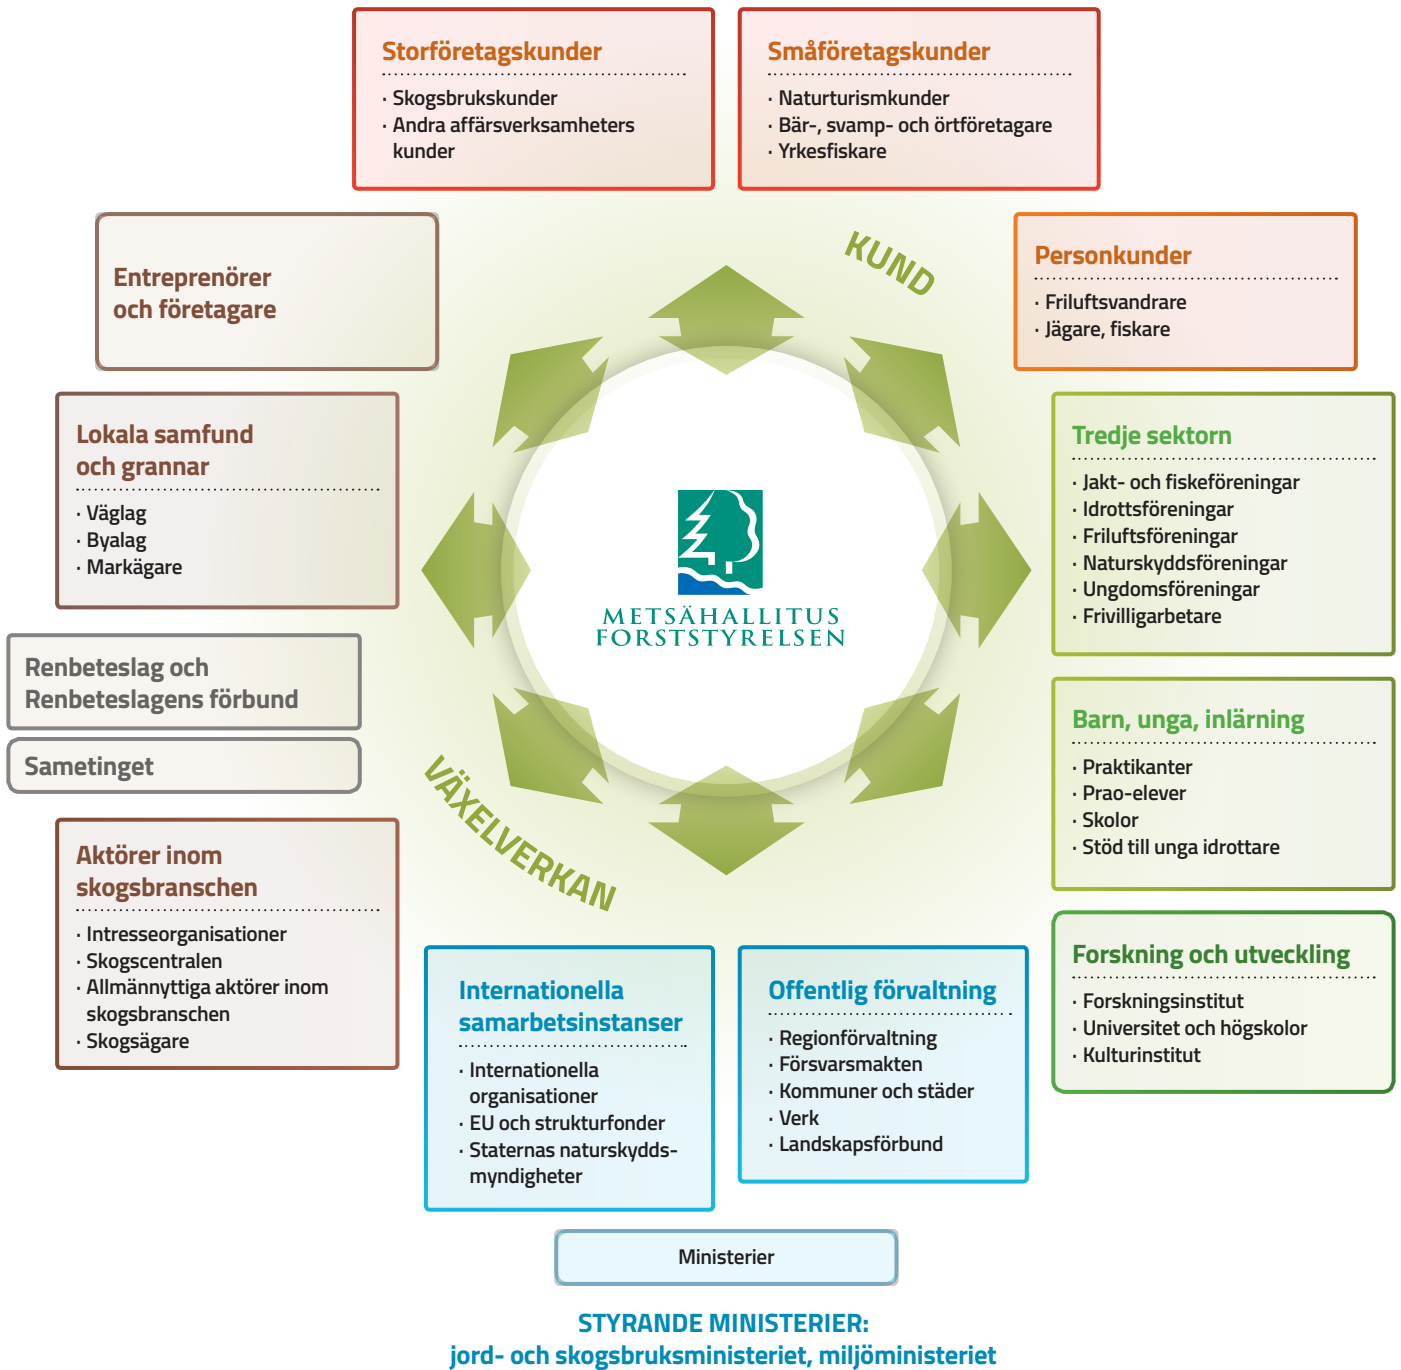 Storföretagskunder
· Skogsbrukskunder
· Andra affärsverksamheters
kunder
Småföretagskunder
· Naturturismkunder
· Bär-, svamp- och örtföretagare
· Yrkesfiskare
Entreprenörer
och företagare
KUND
Personkunder
· Friluftsvandrare
· Jägare, fiskare
Lokala samfund
och grannar
· Väglag
· Byalag
· Markägare
METSÄHALLITUS
FORSTSTYRELSEN
Tredje sektorn
· Jakt- och fiskeföreningar
· Idrottsföreningar
· Friluftsföreningar
· Naturskyddsföreningar
· Ungdomsföreningar
· Frivilligarbetare
Renbeteslag och
Renbeteslagens förbund
Sametinget
Barn, unga, inlärning
· Praktikanter
· Prao-elever
· Skolor
· Stöd till unga idrottare
VÄXELVERKAN
Aktörer inom
skogsbranschen
· Intresseorganisationer
· Skogscentralen
· Allmännyttiga aktörer inom
skogsbranschen
· Skogsägare
Internationella
samarbetsinstanser
· Internationella
organisationer
· EU och strukturfonder
· Staternas naturskydds-
myndigheter
Offentlig förvaltning
· Regionförvaltning
· Försvarsmakten
· Kommuner och städer
· Verk
· Landskapsförbund
Forskning och utveckling
· Forskningsinstitut
· Universitet och högskolor
· Kulturinstitut
Ministerier
STYRANDE MINISTERIER:
jord- och skogsbruksministeriet, miljöministeriet